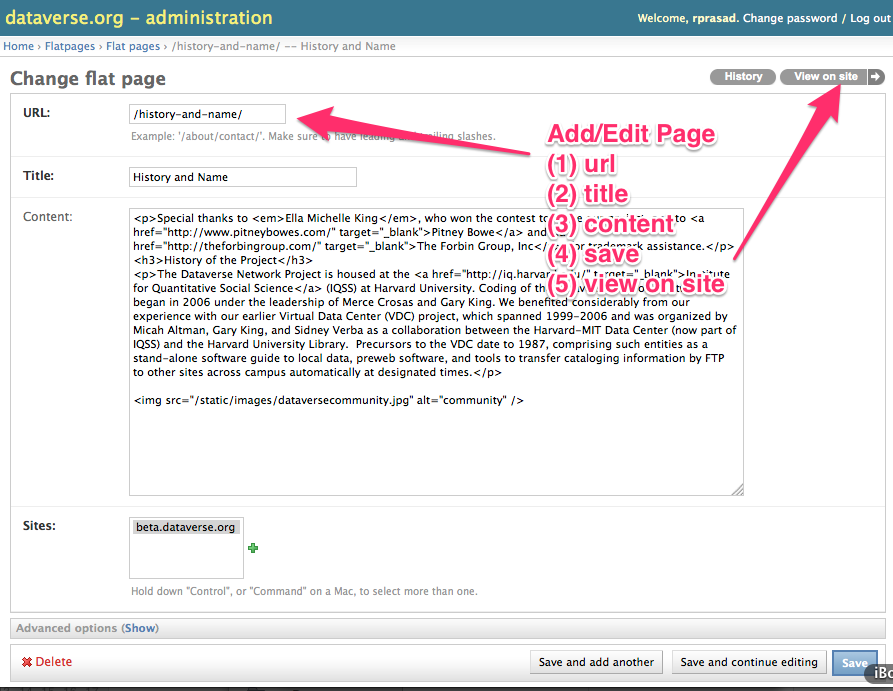 dataverse.org – administration
Welcome, rprasad. Change password / Log out
Home › Flatpages › Flat pages › /history-and-name/ -- History and Name
Change flat page
History
View on site
URL:
/history-and-name/
Example: '/about/contact/'. Make sure to have leading and trailing slashes.
Add/Edit Page
(1) url
(2) title
(3) content
(4) save
(5) view on site
Title:
History and Name
Content:
<p>Special thanks to <em>Ella Michelle King</em>, who won the contest to to <a
href="http://www.pitneybowes.com/" target="_blank">Pitney Bowe</a> and
href="http://theforbingroup.com/" target="_blank">The Forbin Group, Inc</a> for trademark assistance.</p>
<h3>History of the Project</h3>
<p>The Dataverse Network Project is housed at the <a href="http://iq.harvard.edu/" target="_blank">Institute
for Quantitative Social Science</a> (IQSS) at Harvard University. Coding of the
began in 2006 under the leadership of Merce Crosas and Gary King. We benefited considerably from our
experience with our earlier Virtual Data Center (VDC) project, which spanned 1999-2006 and was organized by
Micah Altman, Gary King, and Sidney Verba as a collaboration between the Harvard-MIT Data Center (now part of
IQSS) and the Harvard University Library.  Precursors to the VDC date to 1987, comprising such entities as a
stand-alone software guide to local data, preweb software, and tools to transfer cataloging information by FTP
to other sites across campus automatically at designated times.</p>
<img src="/static/images/dataversecommunity.jpg" alt="community" />
Sites:
beta.dataverse.org
Hold down "Control", or "Command" on a Mac, to select more than one.
Advanced options (Show)
Delete
Save and add another
Save and continue editing
Save